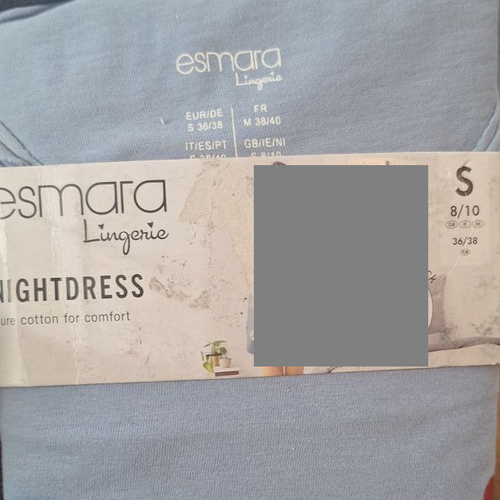 esmara
Lingerie
EUR/DE
S 36/38
FR
M 38/40
IT/ES/PT
GB/IE/NI
esmara
Lingerie
NIGHTDRESS
ure cotton for comfort
S
8/10
36/38